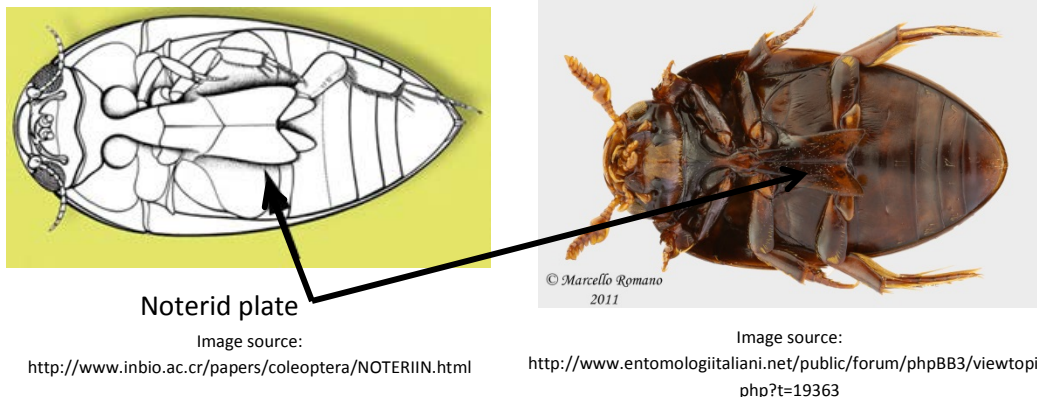 © Marcello Romano
2011
Noterid plate
Image source:
http://www.inbio.ac.cr/papers/coleoptera/NOTERIIN.html
Image source:
http://www.entomologiitaliani.net/public/forum/phpBB3/viewtopi
php?t=19363